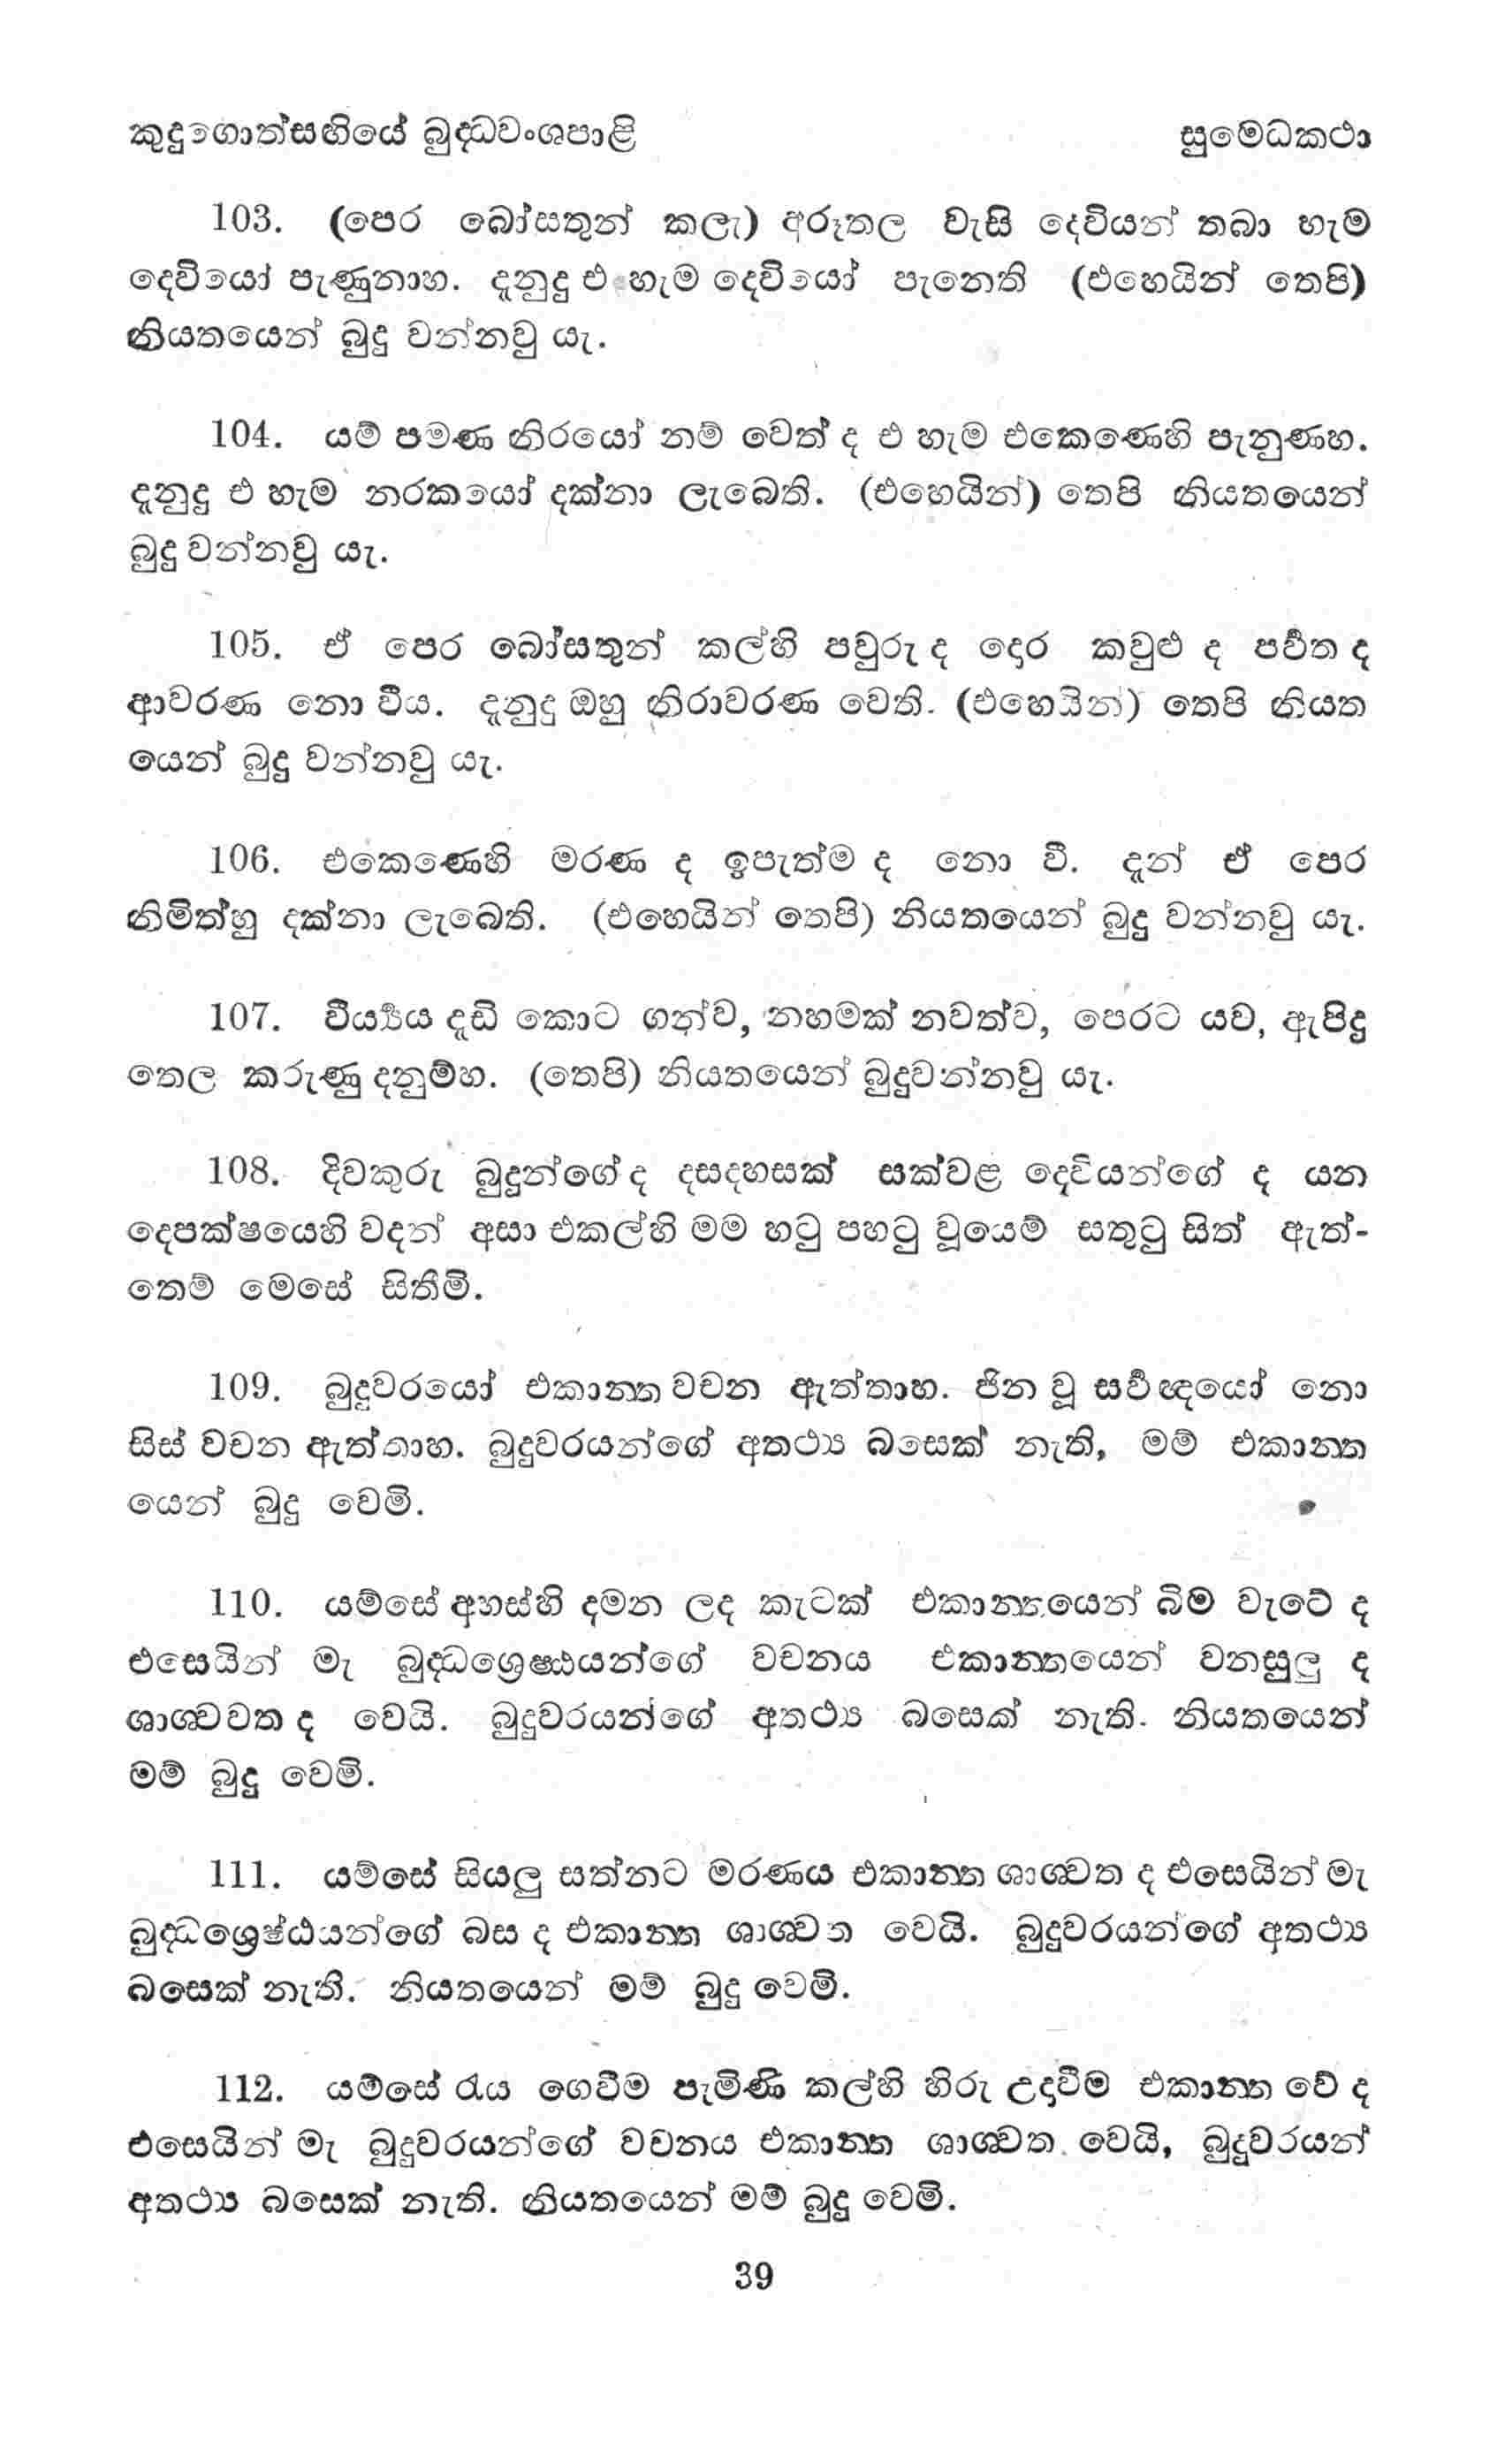 කුදුගොත්සඟියේ බුද්ධවංශපාළි
සුමේධකථා
103. (පෙර බෝසතුන් කලැ) අරූතල වැසි දෙවියන් තබා හැම
දෙවියෝ පැණුනාහ. දැනුදු එ හැම දෙවියෝ පැනෙති (එහෙයින් තෙපි)
නියතයෙන් බුදු වන්නවු යැ.
104. යම් පමණ නිරයෝ නම් වෙත් ද එ හැම එකෙණෙහි පැනුණහ.
දැනුදු එ හැම නරකයෝ දක්නා ලැබෙති. (එහෙයින්) තෙපි නියතයෙන්
බුදු වන්නවු යැ.
105. ඒ පෙර බෝසතුන් කල්හි පවුරු ද දොර කවුළු ද පර්‍වත ද
ආවරණ නො වීය. දැනුදු ඔහු නිරාවරණ වෙති. (එහෙයින්) තෙපි නියත
යෙන් බුදු වන්නවු යැ.
106. එකෙණෙහි මරණ ද ඉපැත්ම ද නො වී. දැන් ඒ පෙර
නිමිත්හු දක්නා ලැබෙති. (එහෙයින් තෙපි) නියතයෙන් බුදු වන්නවු යැ.
107. වීර්‍ය්‍යය දැඩි කොට ගන්ව, නහමක් නවත්ව, පෙරට යව, ඇපිදු
තෙල කරුණු දනුම්හ. (තෙපි) නියතයෙන් බුදුවන්නවු යැ.
108. දිවකුරු බුදුන්ගේ ද දසදහසක් සක්වළ දෙවියන්ගේ ද යන
දෙපක්ෂයෙහි වදන් අසා එකල්හි මම හටු පහටු වූයෙම් සතුටු සිත් ඇත්-
තෙම් මෙසේ සිතීමි.
109. බුදුවරයෝ එකාන්ත වචන ඇත්තාහ. ජින වූ සර්‍වඥයෝ නො
සිස් වචන ඇත්තාහ. බුදුවරයන්ගේ අතථ්‍ය බසෙක් නැති, මම් එකාන්ත
යෙන් බුදු වෙමි.
110. යම්සේ අහස්හි දමන ලද කැටක් එකාන්තයෙන් බිම වැටේ ද
එසෙයින් මැ බුද්ධශ්‍රෙෂ්ඨයන්ගේ වචනය එකාන්තයෙන් වනසුලු ද
ශාශ්වවත ද වෙයි. බුදුවරයන්ගේ අතථ්‍ය බසෙක් නැති. නියතයෙන්
මම් බුදු වෙමි.
111. යම්සේ සියලු සත්නට මරණය එකාන්ත ශාශ්වත ද එසෙයින් මැ
බුද්ධශ්‍රෙෂ්ඨයන්ගේ බස ද එකාන්ත ශාශ්වත වෙයි. බුදුවරයන්ගේ අතථ්‍ය
බසෙක් නැති. නියතයෙන් මම් බුදු වෙමි.
112. යම්සේ රැය ගෙවීම පැමිණි කල්හි හිරු උදාවීම එකාන්ත වේ ද
එසෙයින් මැ බුදුවරයන්ගේ වචනය එකාන්ත ශාශ්වත වෙයි, බුදුවරයන්
අතථ්‍ය බසෙක් නැති. නියතයෙන් මම් බුදු වෙමි.
39